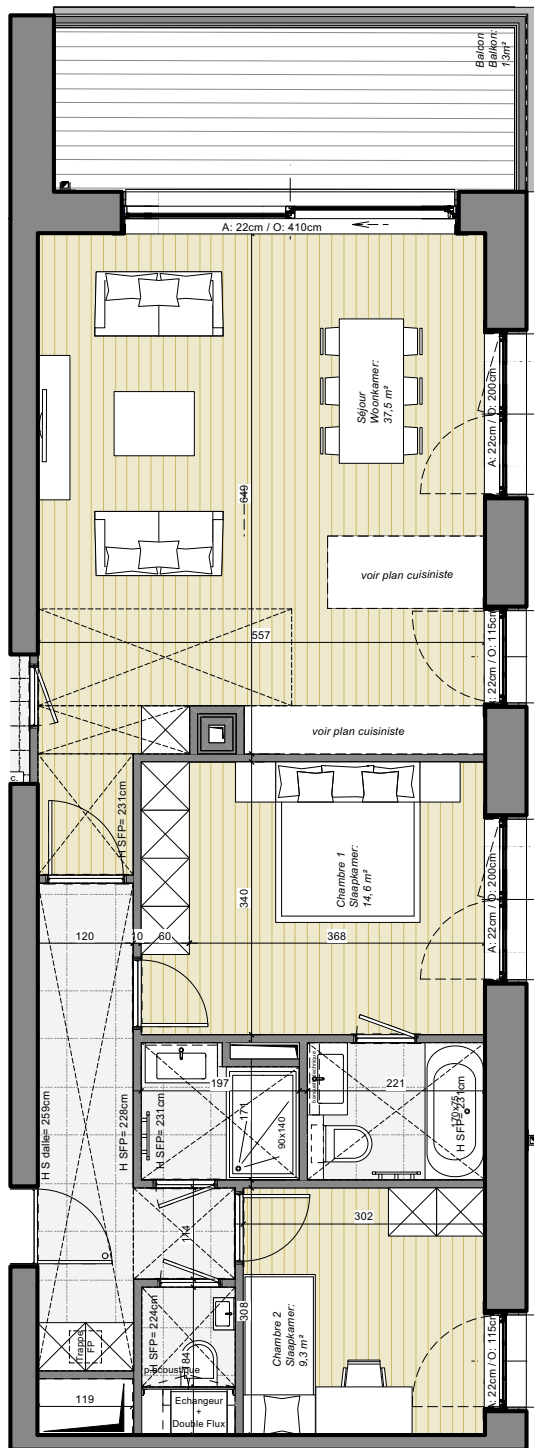 Balcon
Balkon:
13m²
A: 22cm / O: 410cm
Séjour
Woonkamer:
37,5 m²
A: 22cm / O: 200cm
649
voir plan cuisiniste
557
A: 22cm / O: 115cm
voir plan cuisiniste
H SFP= 231cm
Chambre 1
Slaapkamer:
14,6 m²
A: 22cm / O: 200cm
340
120
10
60
368
H S dalle= 259cm
H SFP= 228cm
197
H SFP= 231cm
171
90x140
221
170x75
H SFP= 231cm
302
114
308
Trappe
FP
H SFP= 224cm
184
p acoustique
Chambre 2
Slaapkamer:
9,3 m²
A: 22cm / O: 115cm
119
Echangeur
+
Double Flux